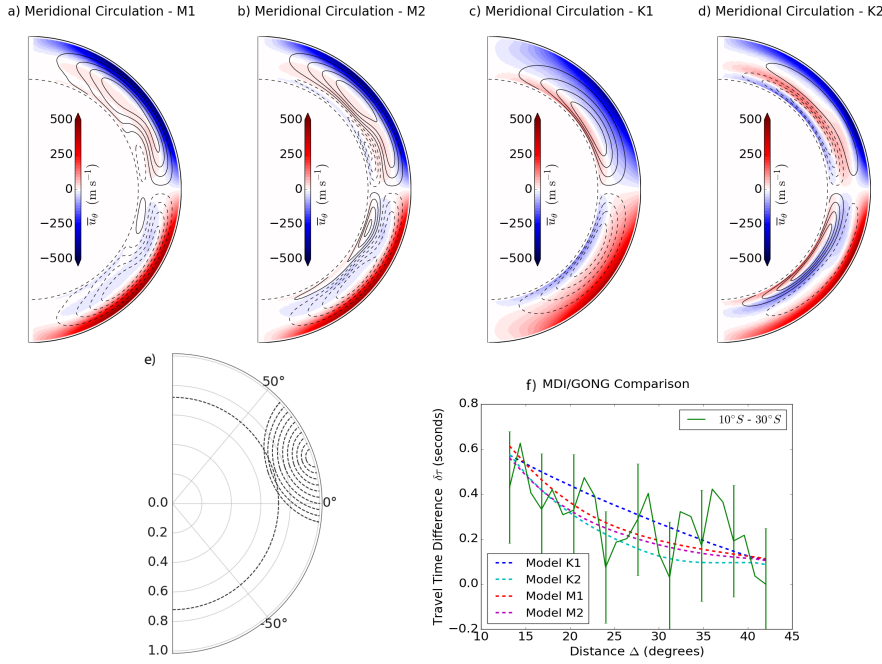 a) Meridional Circulation - M1
b) Meridional Circulation - M2
c) Meridional Circulation - K1
d) Meridional Circulation - K2
500
250
0
−250
−500
u̅_θ (m s⁻¹)
500
250
0
−250
−500
u̅_θ (m s⁻¹)
500
250
0
−250
−500
u̅_θ (m s⁻¹)
500
250
0
−250
−500
u̅_θ (m s⁻¹)
e)
50°
0°
-50°
0.0
0.2
0.4
0.6
0.8
1.0
f) MDI/GONG Comparison
10°S - 30°S
Model K1
Model K2
Model M1
Model M2
0.8
0.6
0.4
0.2
0.0
−0.2
10
15
20
25
30
35
40
45
Travel Time Difference δτ (seconds)
Distance Δ (degrees)